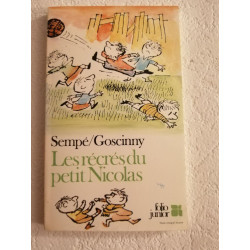 Sempé/Goscinny
Les récrés du
petit Nicolas
folio
junior